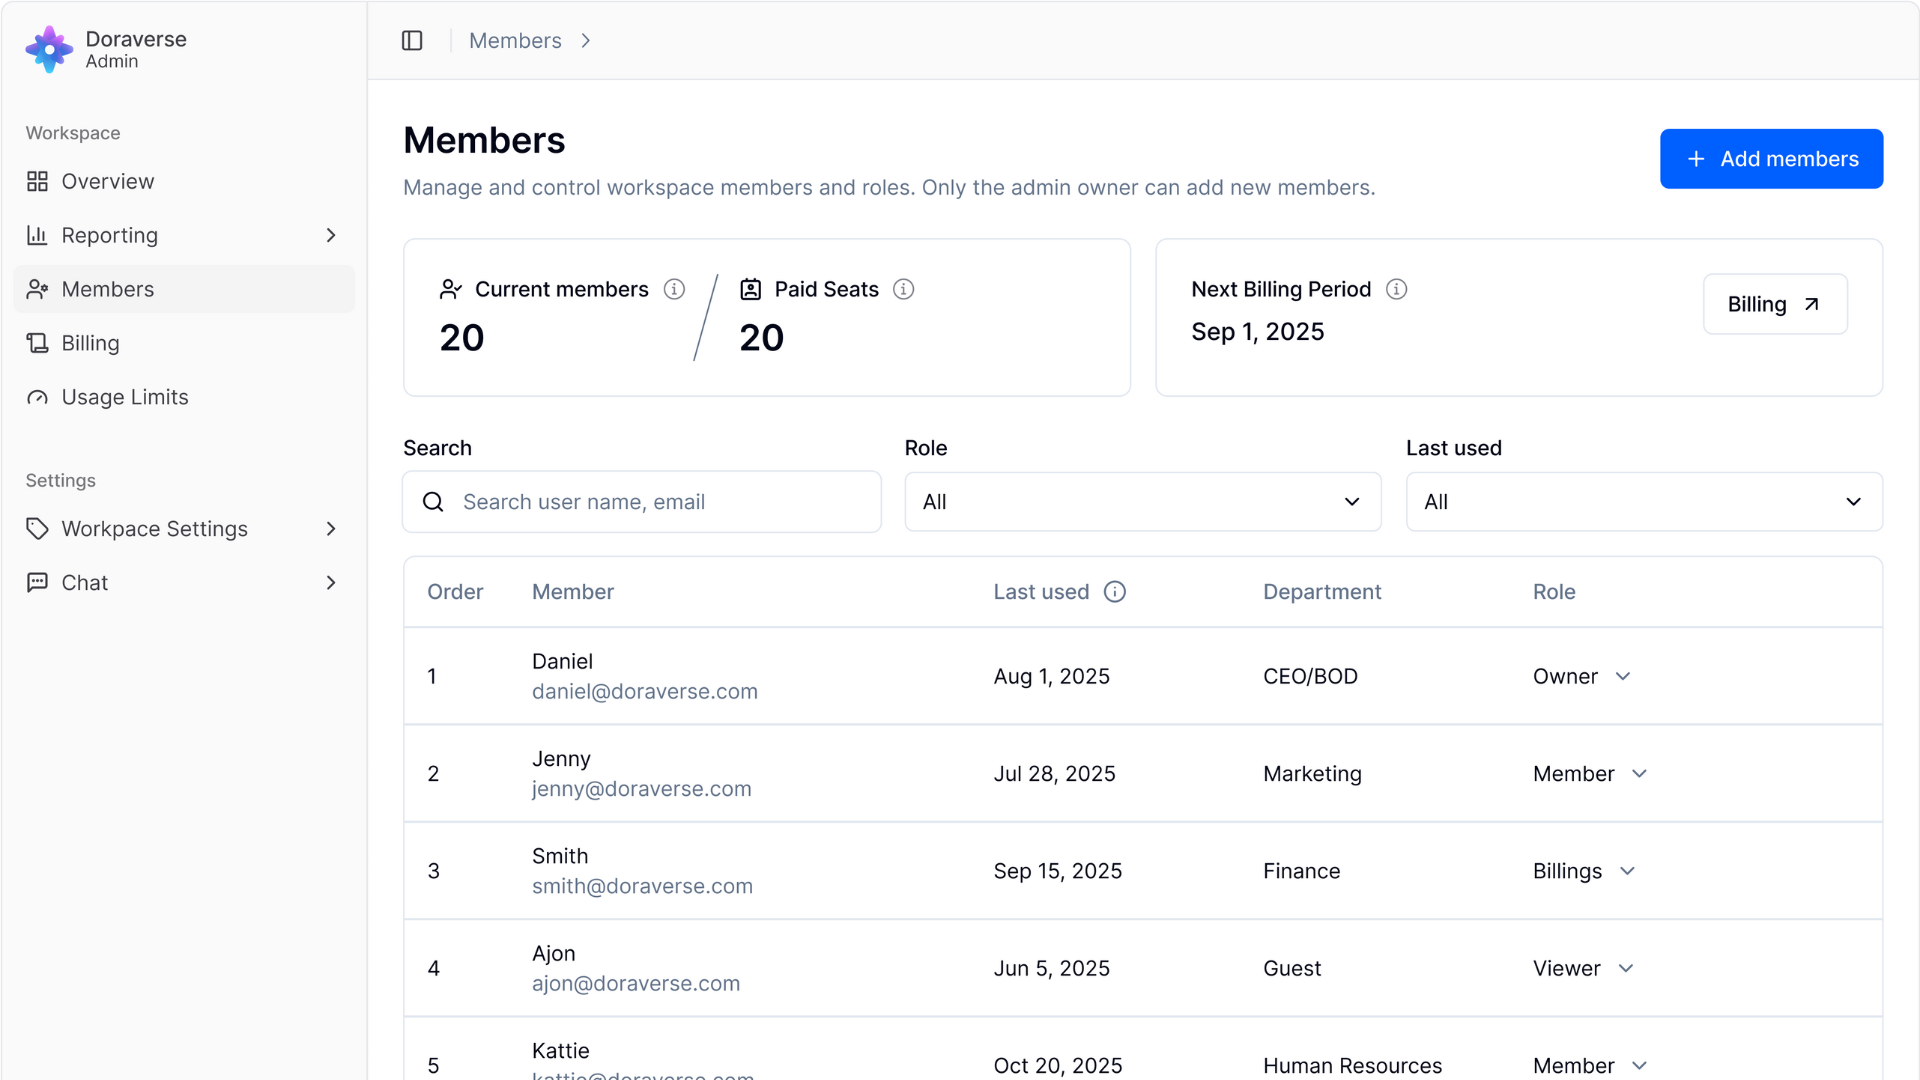 Doraverse
Admin
Workspace
Overview
Reporting
Members
Billing
Usage Limits
Settings
Workpace Settings
Chat
Members
Members
Manage and control workspace members and roles. Only the admin owner can add new members.
Add members
Current members
20
Paid Seats
20
Next Billing Period
Sep 1, 2025
Billing
Search
Search user name, email
Role
All
Last used
All
Order Member Last used Department Role
1 Daniel Aug 1, 2025 CEO/BOD Owner
daniel@doraverse.com
2 Jenny Jul 28, 2025 Marketing Member
jenny@doraverse.com
3 Smith Sep 15, 2025 Finance Billings
smith@doraverse.com
4 Ajon Jun 5, 2025 Guest Viewer
ajon@doraverse.com
5 Kattie Oct 20, 2025 Human Resources Member
kattie@doraverse.com